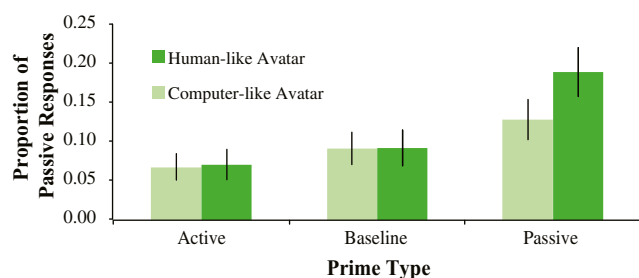 0.25
0.20
0.15
0.10
0.05
0.00
Proportion of
Passive Responses
Human-like Avatar
Computer-like Avatar
Active Baseline Passive
Prime Type